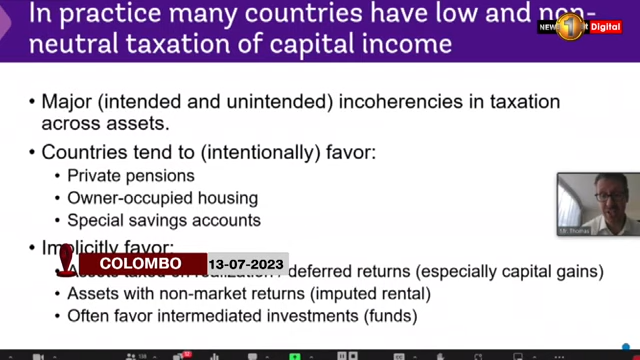 In practice many countries have low and non-
neutral taxation of capital income
NEWS 1st Digital
• Major (intended and unintended) incoherencies in taxation
across assets.
• Countries tend to (intentionally) favor:
• Private pensions
• Owner-occupied housing
• Special savings accounts
Mr. Thomas
• Implicitly favor:
COLOMBO 13-07-2023
deferred returns (especially capital gains)
• Assets with non-market returns (imputed rental)
• Often favor intermediated investments (funds)